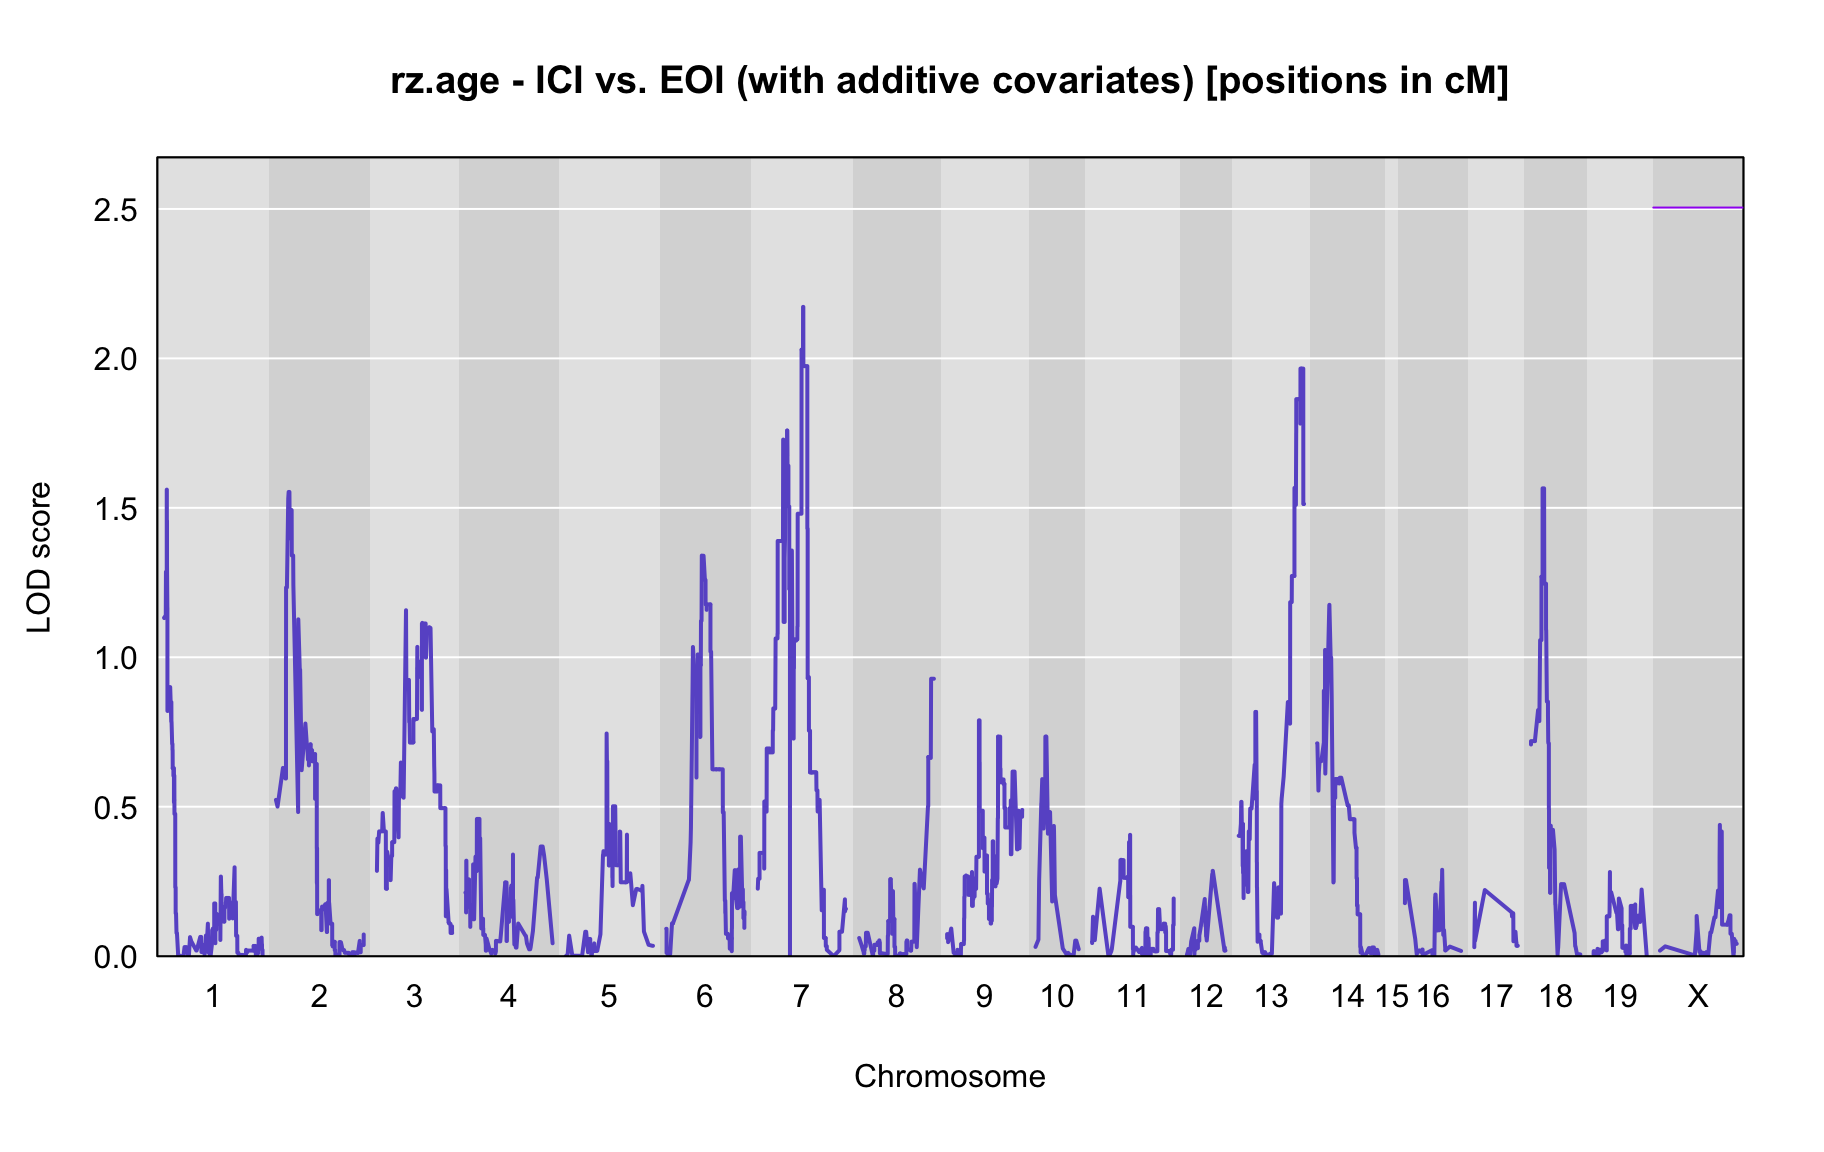 rz.age - ICI vs. EOI (with additive covariates) [positions in cM]
2.5
2.0
1.5
1.0
0.5
0.0
LOD score
1 2 3 4 5 6 7 8 9 10 11 12 13 14 15 16 17 18 19 X
Chromosome